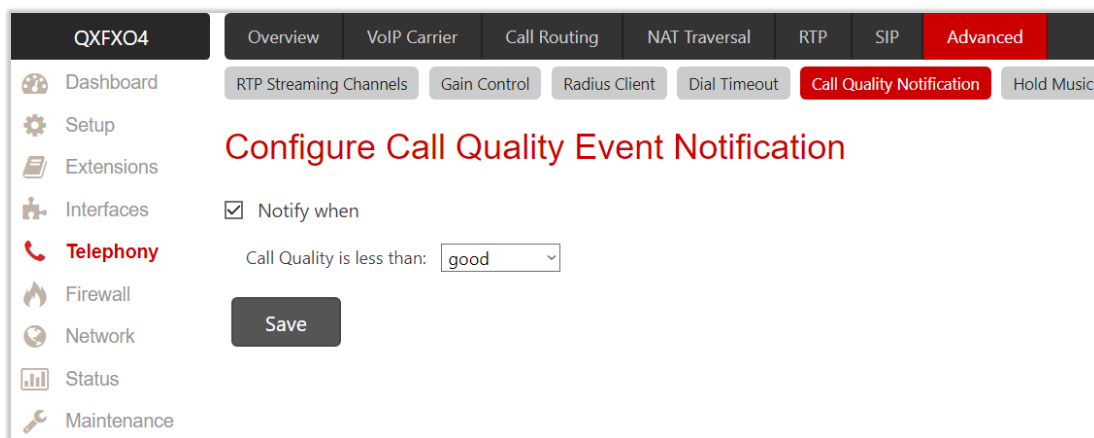 QXFXO4
Overview VoIP Carrier Call Routing NAT Traversal RTP SIP Advanced
Dashboard
RTP Streaming Channels Gain Control Radius Client Dial Timeout Call Quality Notification Hold Music
Setup
Extensions
Interfaces
Telephony
Firewall
Network
Status
Maintenance
Configure Call Quality Event Notification
Notify when
Call Quality is less than: good
Save